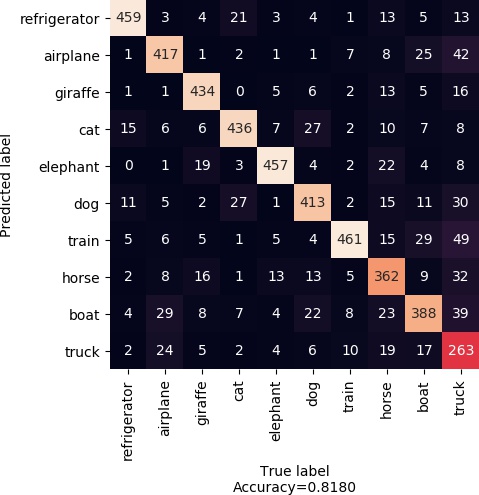 refrigerator 459 3 4 21 3 4 1 13 5 13
airplane 1 417 1 2 1 1 7 8 25 42
giraffe 1 1 434 0 5 6 2 13 5 16
cat 15 6 6 436 7 27 2 10 7 8
elephant 0 1 19 3 457 4 2 22 4 8
dog 11 5 2 27 1 413 2 15 11 30
train 5 6 5 1 5 4 461 15 29 49
horse 2 8 16 1 13 13 5 362 9 32
boat 4 29 8 7 4 22 8 23 388 39
truck 2 24 5 2 4 6 10 19 17 263
Predicted label
refrigerator airplane giraffe cat elephant dog train horse boat truck
True label
Accuracy=0.8180